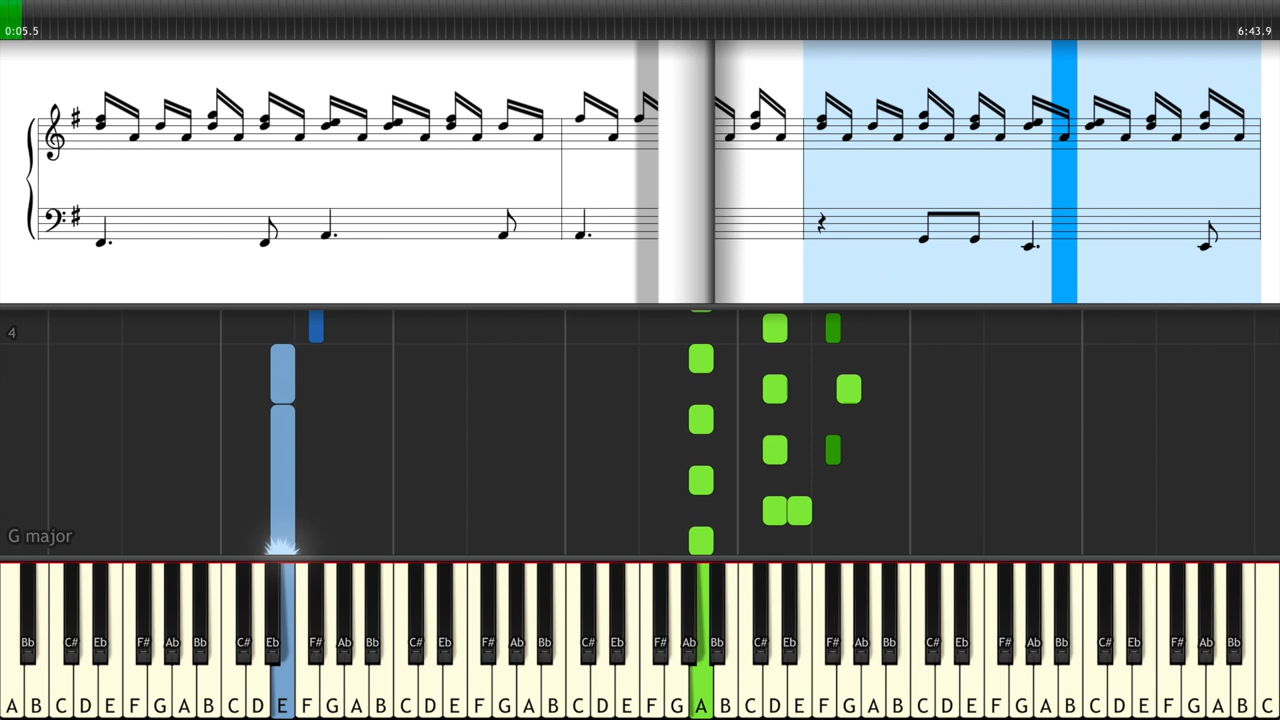 0:05.5 6:43.9
4
G major
Bb C# Eb F# Ab Bb C# Eb F# Ab Bb C# Eb F# Ab Bb C# Eb F# Ab Bb C# Eb F# Ab Bb C# Eb F# Ab Bb C# Eb F# Ab Bb
A B C D E F G A B C D E F G A B C D E F G A B C D E F G A B C D E F G A B C D E F G A B C D E F G A B C